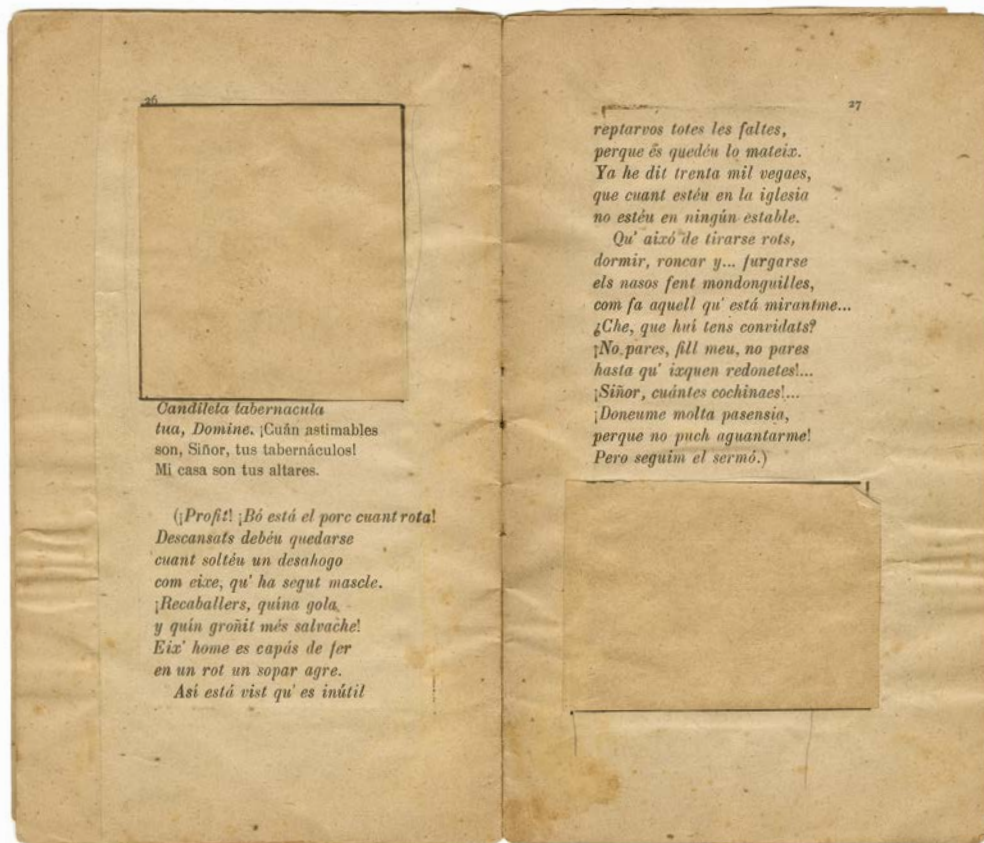 26
Candileta tabernacula
tua, Domine. ¡Cuán astimables
son, Siñor, tus tabernáculos!
Mi casa son tus altares.
(¡Profit! ¡Bó está el porc cuant rota!
Descansats debéu quedarse
cuant soltéu un desahogo
com eixe, qu' ha segut mascle.
¡Recaballers, quína gola,
y quín groñit més salvache!
Eix' home es capás de fer
en un rot un sopar agre.
Así está vist qu' es inútil
27
reptarvos totes les faltes,
perque és quedéu lo mateix.
Ya he dit trenta mil vegaes,
que cuant estéu en la iglesia
no estéu en ningún estable.
Qu' aixó de tirarse rots,
dormir, roncar y... furgarse
els nasos fent mondonguilles,
com fa aquell qu' está mirantme...
¿Che, que huí tens convidats?
¡No pares, fill meu, no pares
hasta qu' ixquen redonetes!...
¡Siñor, cuántes cochinaes!...
¡Doneume molta pasensia,
perque no puch aguantarme!
Pero seguim el sermó.)